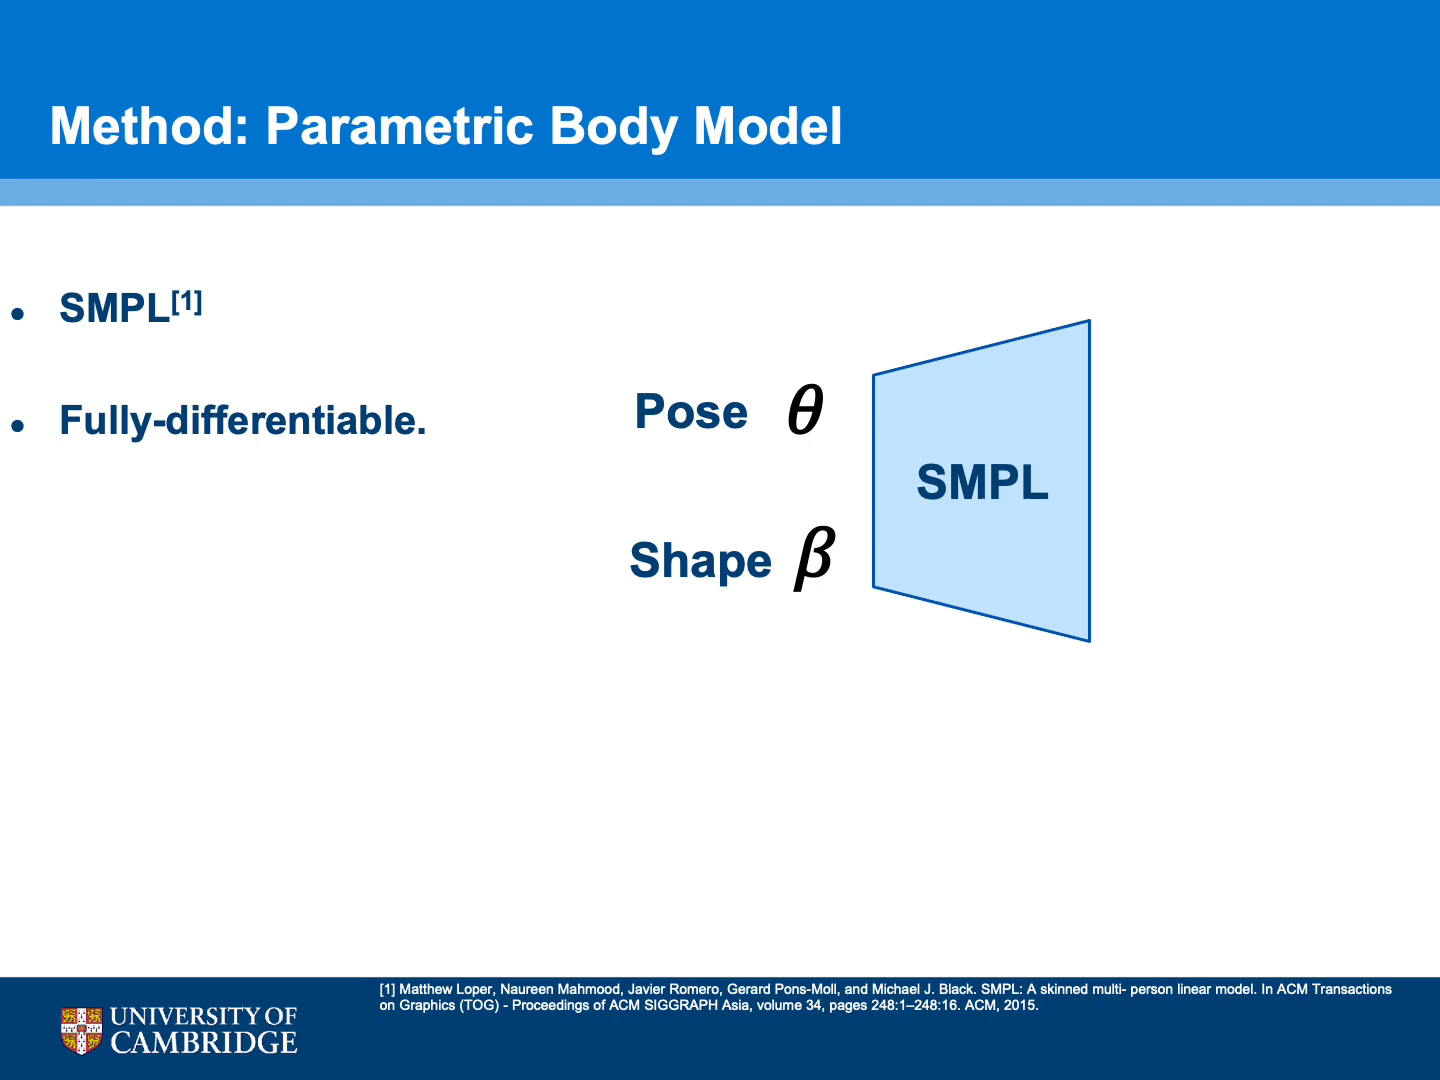 Method: Parametric Body Model
• SMPL[1]
• Fully-differentiable.
Pose θ
Shape β
SMPL
[1] Matthew Loper, Naureen Mahmood, Javier Romero, Gerard Pons-Moll, and Michael J. Black. SMPL: A skinned multi- person linear model. In ACM Transactions
on Graphics (TOG) - Proceedings of ACM SIGGRAPH Asia, volume 34, pages 248:1–248:16. ACM, 2015.
UNIVERSITY OF
CAMBRIDGE